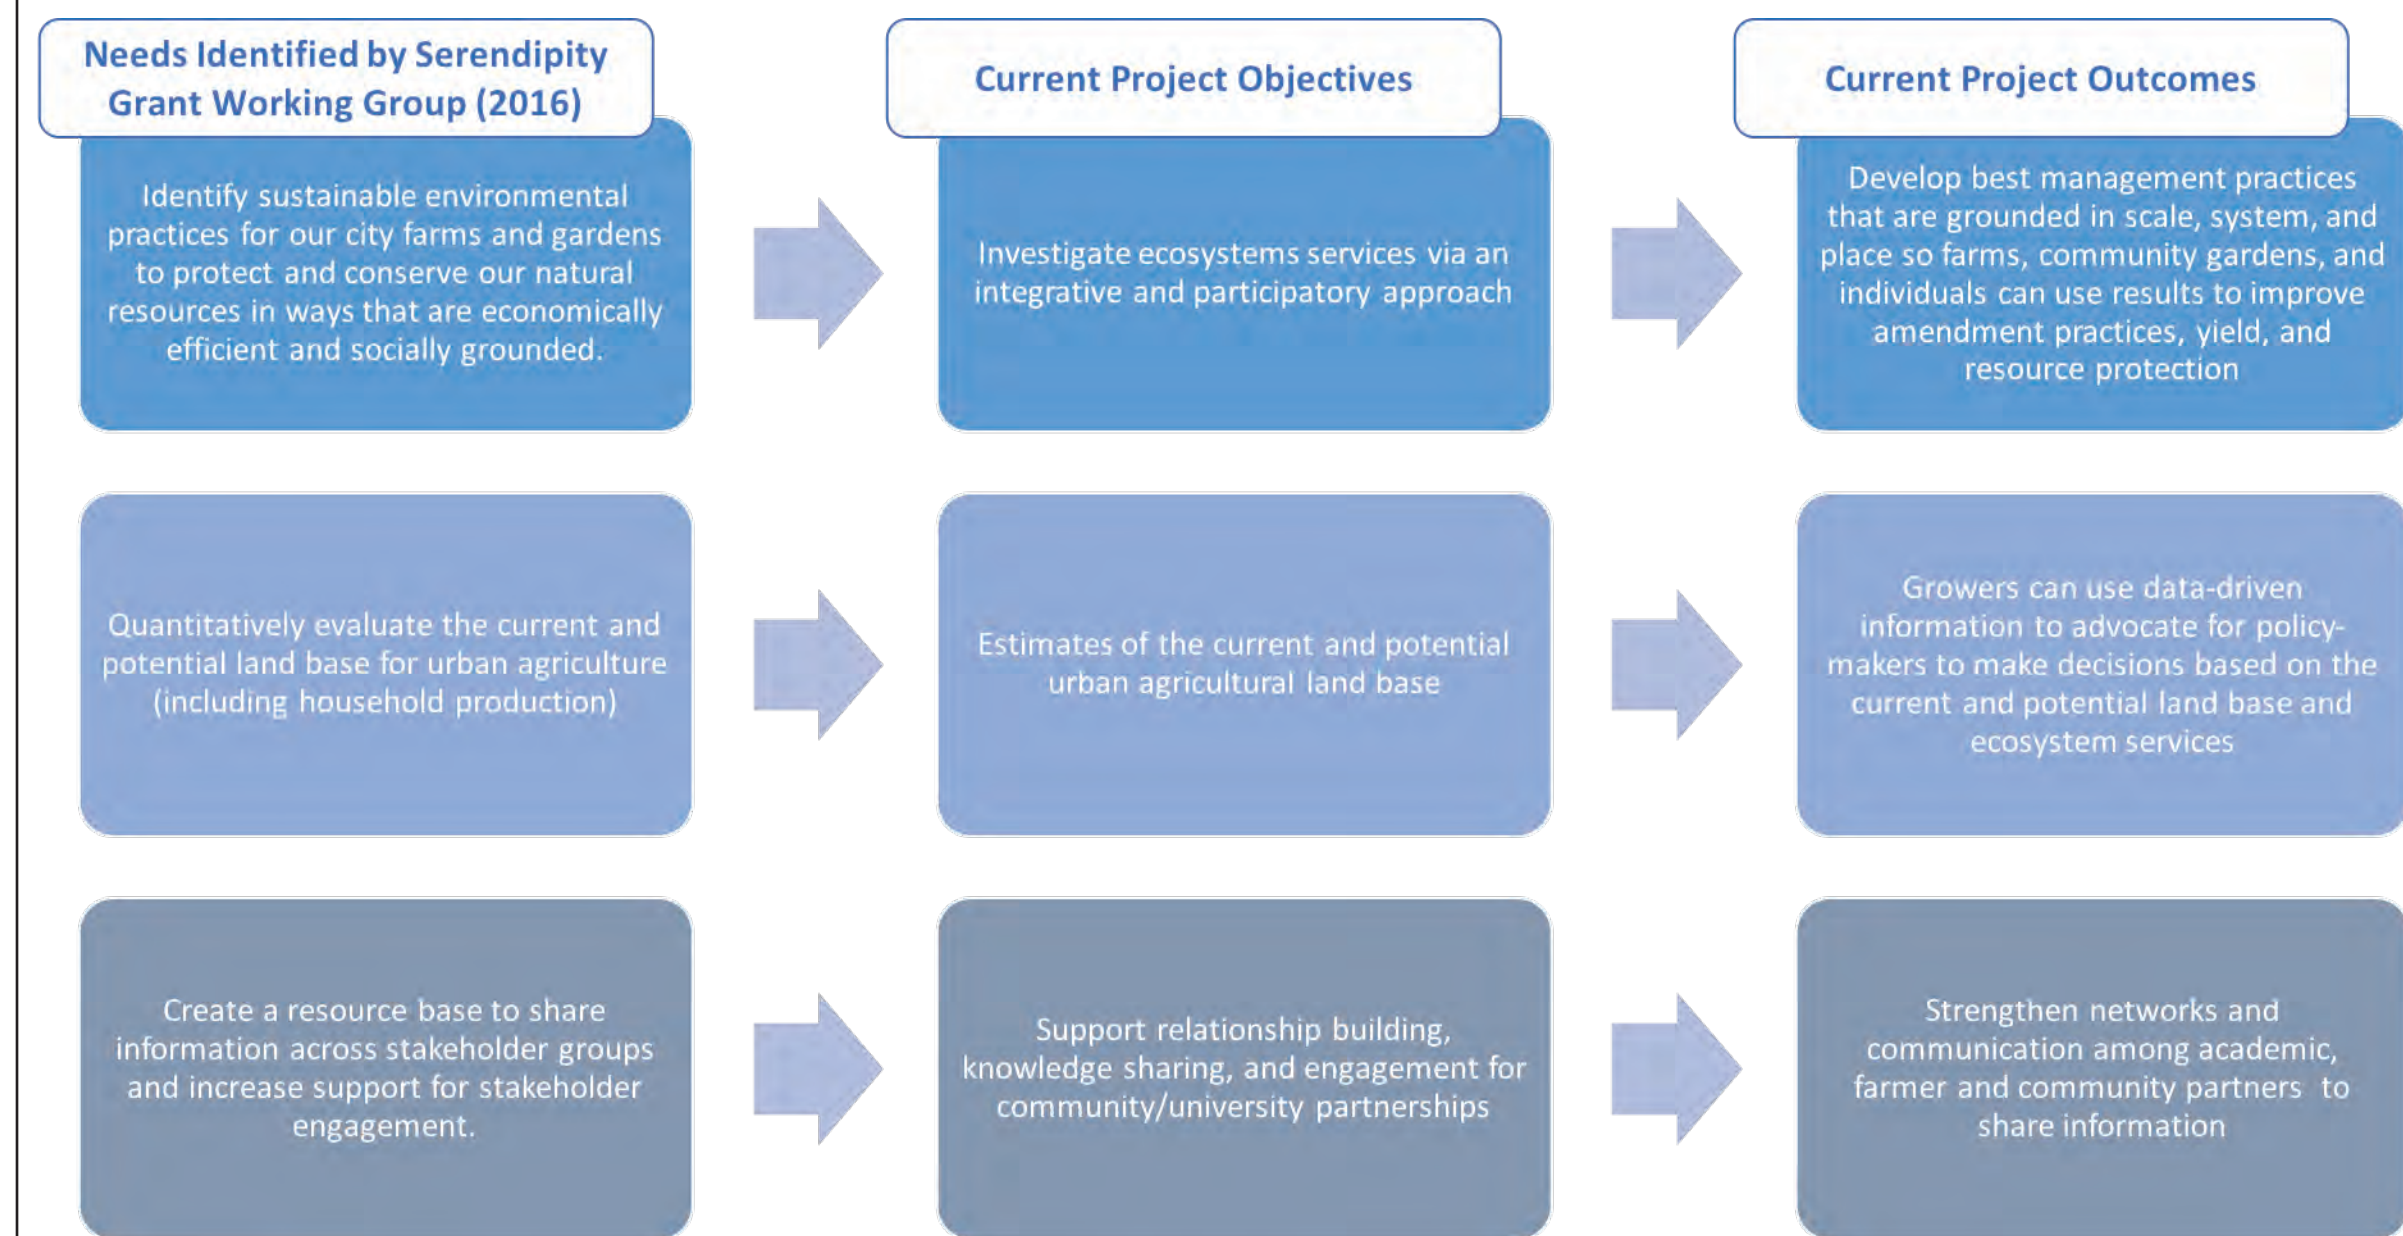 Needs Identified by Serendipity
Grant Working Group (2016)
Current Project Objectives
Current Project Outcomes
Identify sustainable environmental
practices for our city farms and gardens
to protect and conserve our natural
resources in ways that are economically
efficient and socially grounded.
Investigate ecosystems services via an
integrative and participatory approach
Develop best management practices
that are grounded in scale, system, and
place so farms, community gardens, and
individuals can use results to improve
amendment practices, yield, and
resource protection
Quantitatively evaluate the current and
potential land base for urban agriculture
(including household production)
Estimates of the current and potential
urban agricultural land base
Growers can use data-driven
information to advocate for policy-
makers to make decisions based on the
current and potential land base and
ecosystem services
Create a resource base to share
information across stakeholder groups
and increase support for stakeholder
engagement.
Support relationship building,
knowledge sharing, and engagement for
community/university partnerships
Strengthen networks and
communication among academic,
farmer and community partners to
share information